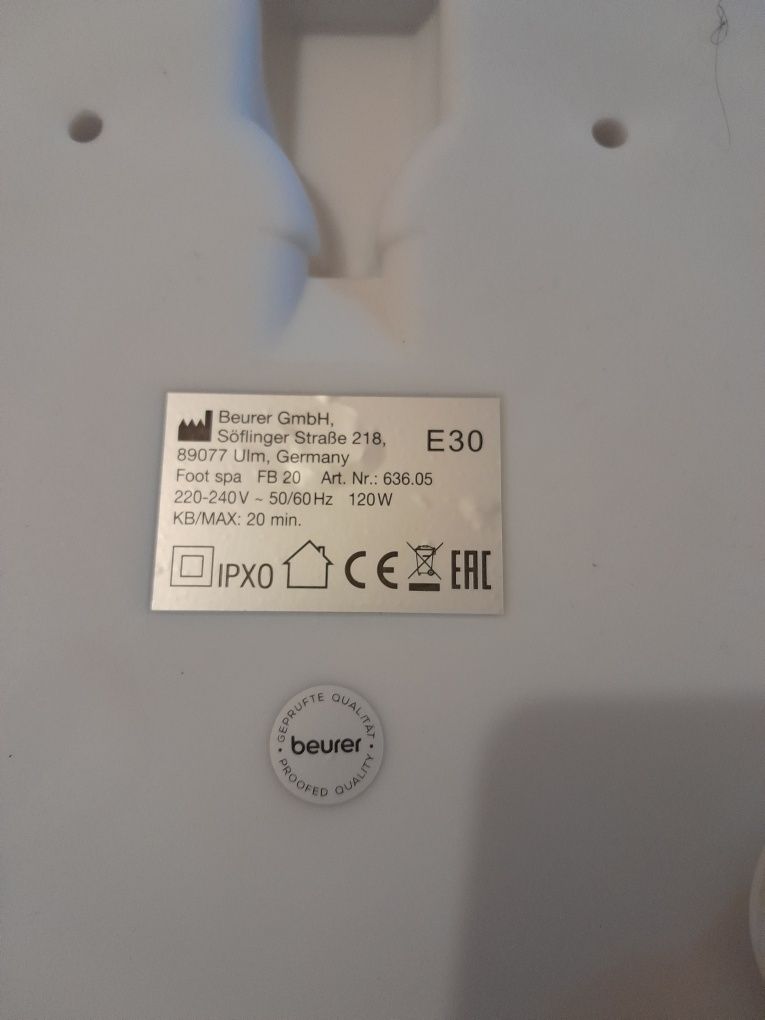 Beurer GmbH,
Söflinger Straße 218,
89077 Ulm, Germany
E30
Foot spa FB 20 Art. Nr.: 636.05
220-240V ~ 50/60Hz 120W
KB/MAX: 20 min.
IPX0
CE
EAC
GEPRÜFTE QUALITÄT
beurer
PROOFED QUALITY